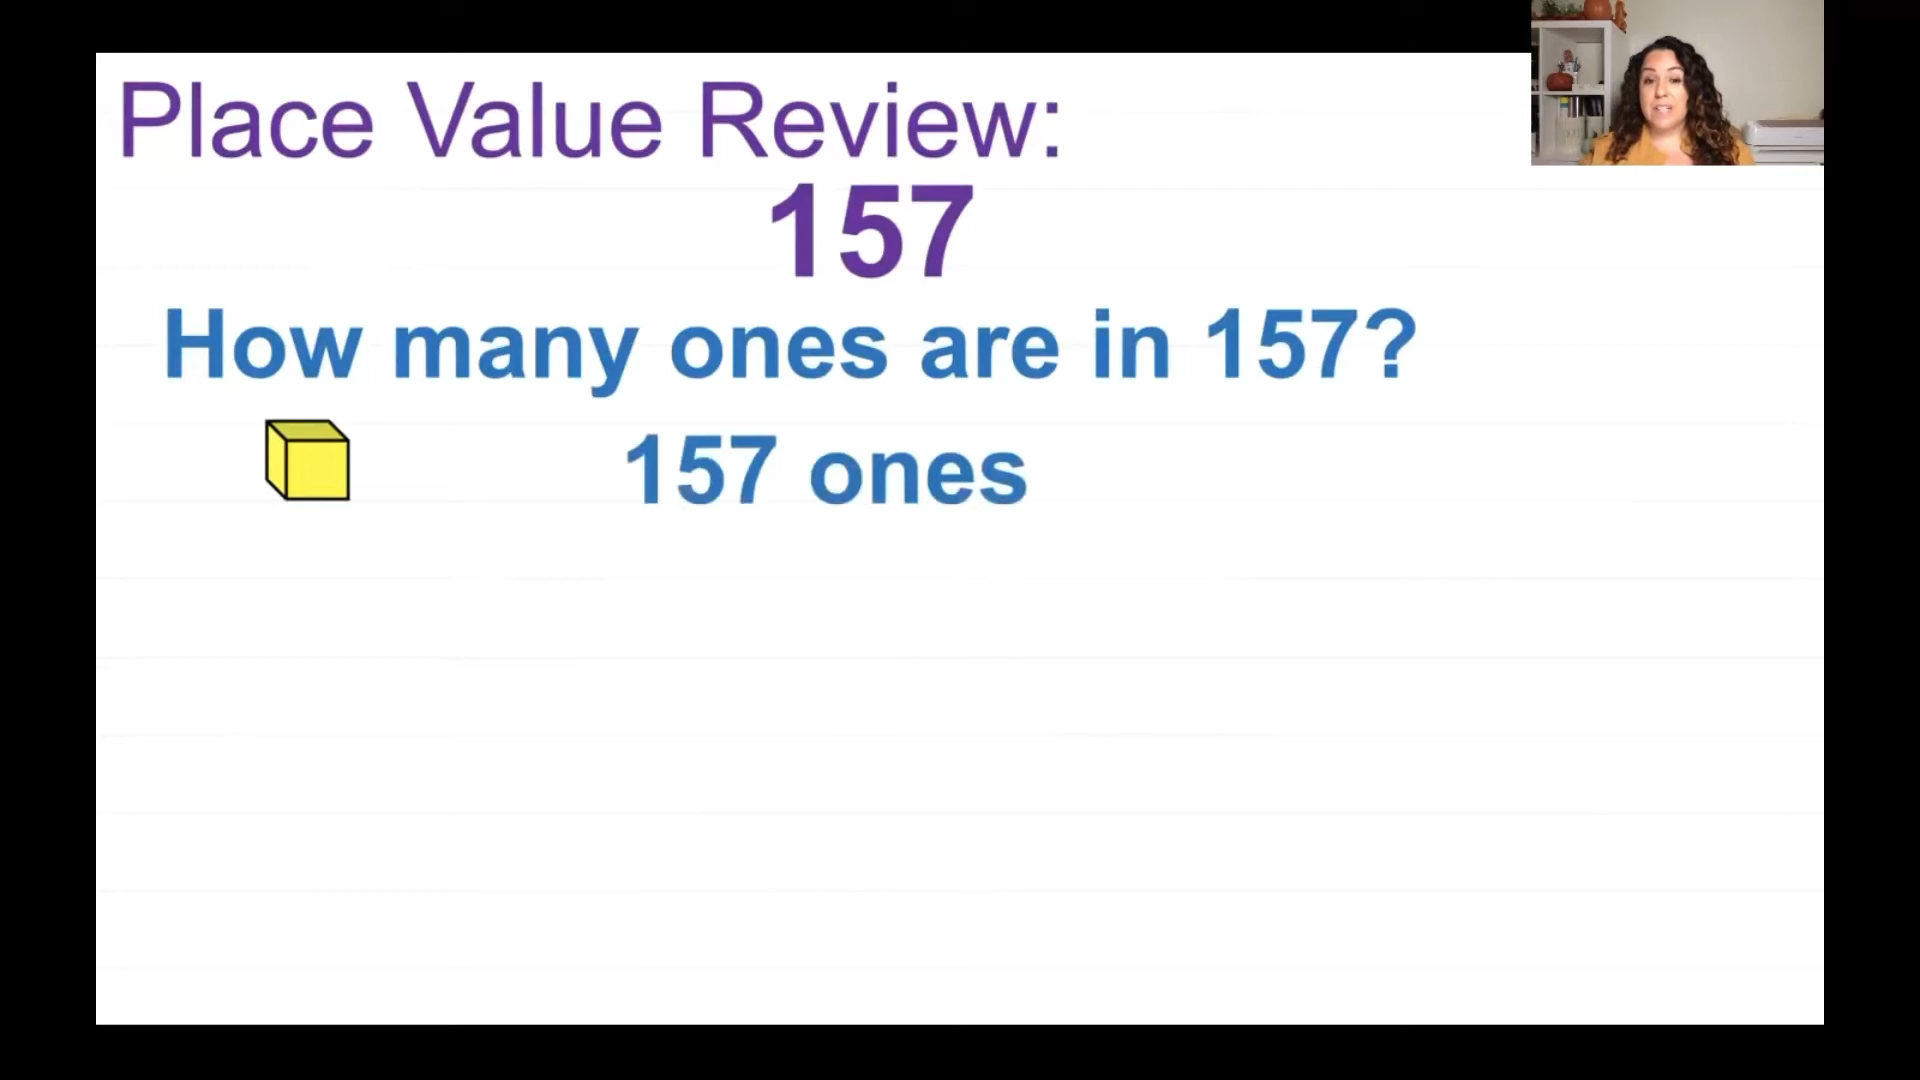 Place Value Review:
157
How many ones are in 157?
157 ones